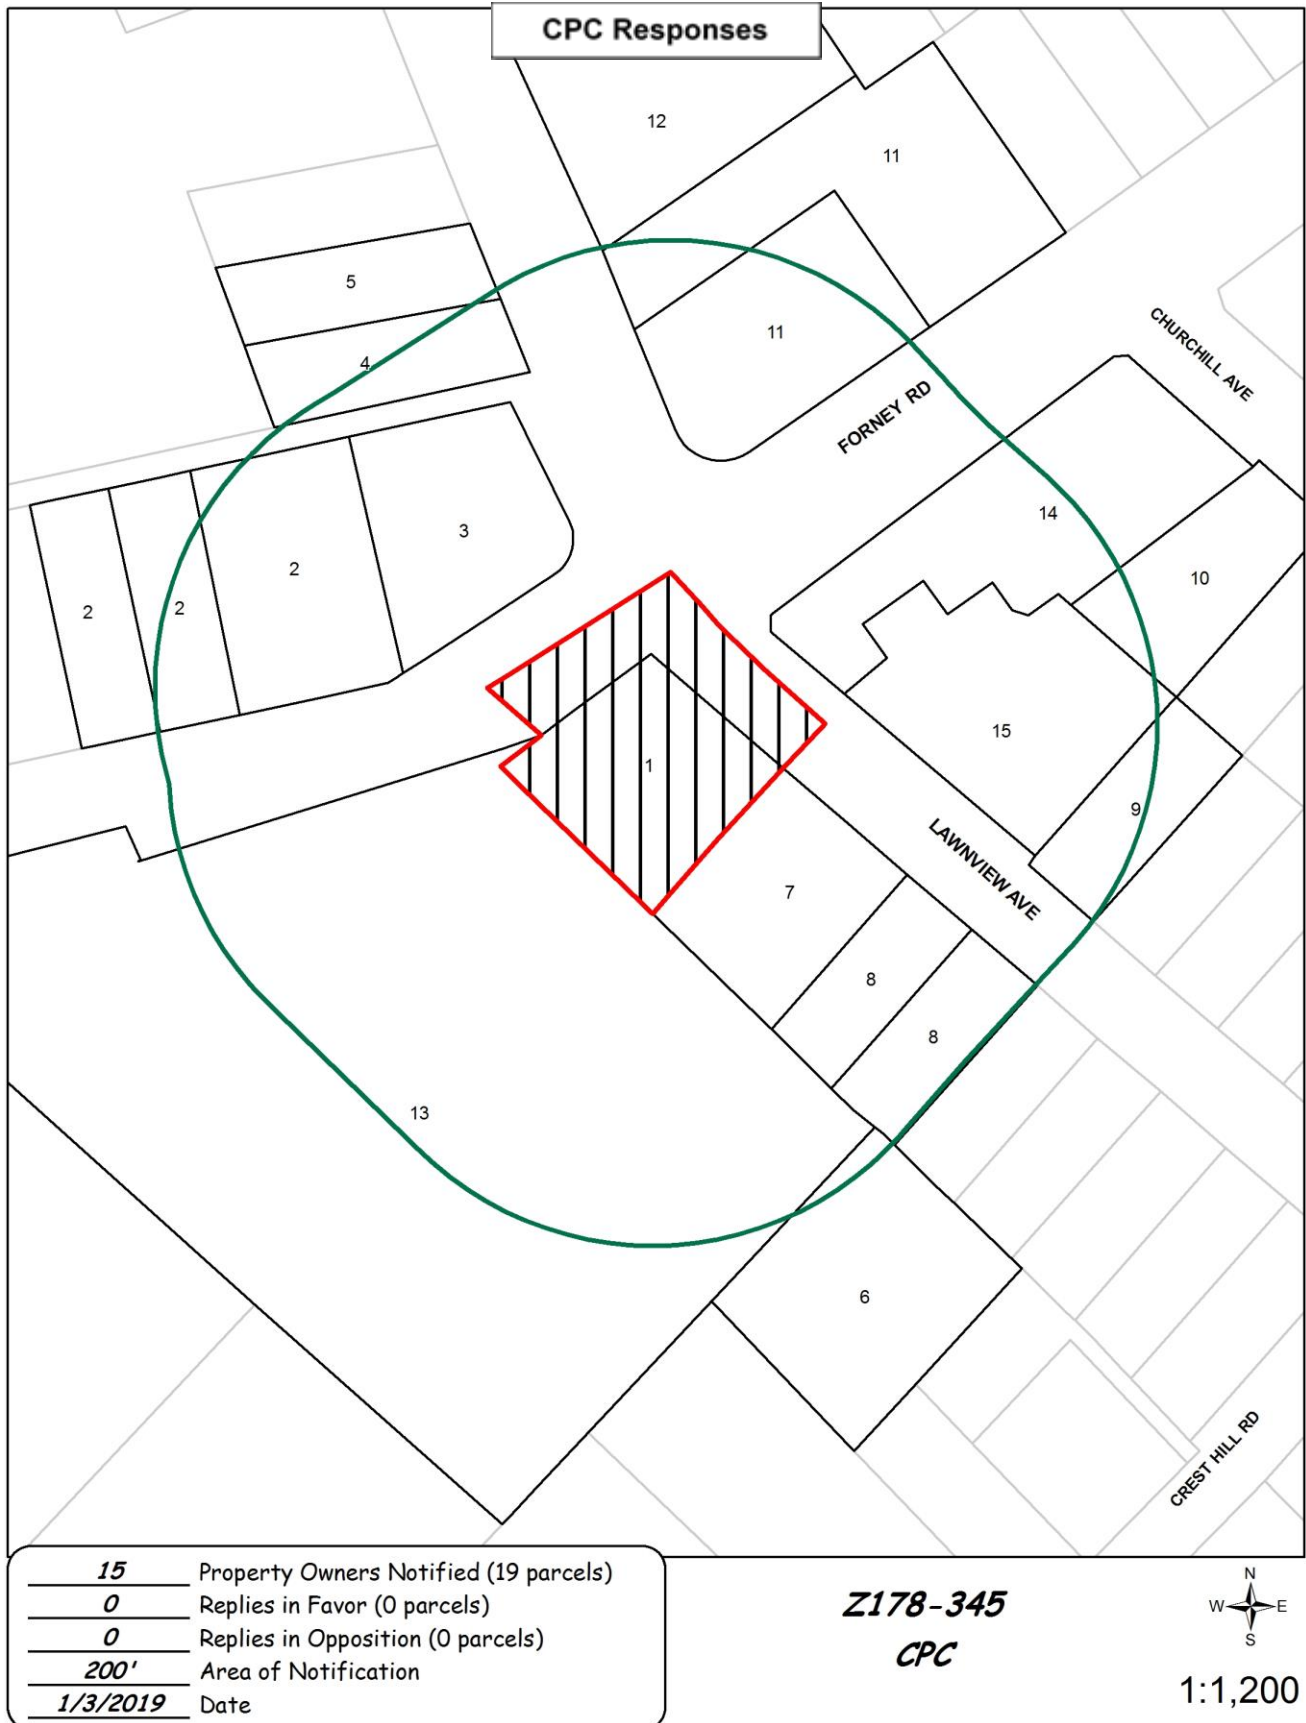 CPC Responses
12
11
5
11
4
CHURCHILL AVE
FORNEY RD
3
14
2
2
2
10
1
15
9
LAWNVIEW AVE
7
8
8
13
6
CREST HILL RD
15 Property Owners Notified (19 parcels)
0 Replies in Favor (0 parcels)
0 Replies in Opposition (0 parcels)
200' Area of Notification
1/3/2019 Date
Z178-345
CPC
N
W E
S
1:1,200